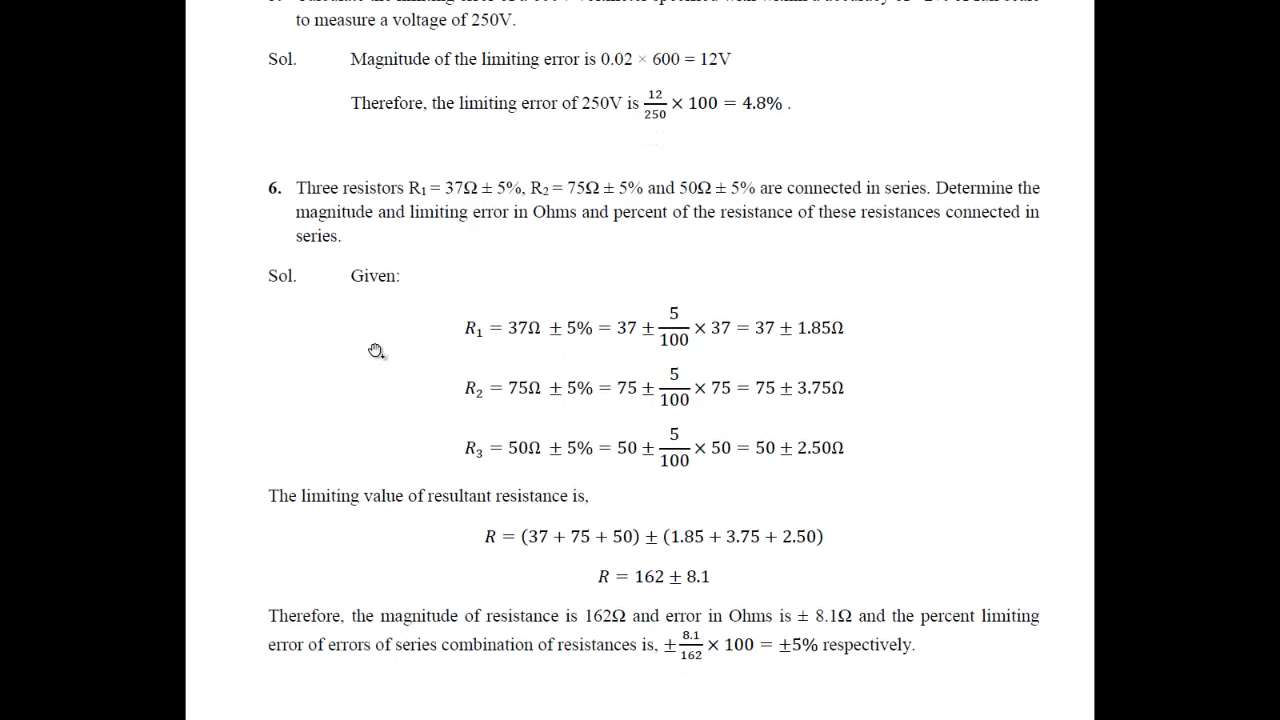 to measure a voltage of 250V.
Sol. Magnitude of the limiting error is 0.02 × 600 = 12V
Therefore, the limiting error of 250V is 12/250 × 100 = 4.8% .
6. Three resistors R₁ = 37Ω ± 5%, R₂ = 75Ω ± 5% and 50Ω ± 5% are connected in series. Determine the
magnitude and limiting error in Ohms and percent of the resistance of these resistances connected in
series.
Sol. Given:
R₁ = 37Ω ± 5% = 37 ± 5/100 × 37 = 37 ± 1.85Ω
R₂ = 75Ω ± 5% = 75 ± 5/100 × 75 = 75 ± 3.75Ω
R₃ = 50Ω ± 5% = 50 ± 5/100 × 50 = 50 ± 2.50Ω
The limiting value of resultant resistance is,
R = (37 + 75 + 50) ± (1.85 + 3.75 + 2.50)
R = 162 ± 8.1
Therefore, the magnitude of resistance is 162Ω and error in Ohms is ± 8.1Ω and the percent limiting
error of errors of series combination of resistances is, ± 8.1/162 × 100 = ±5% respectively.